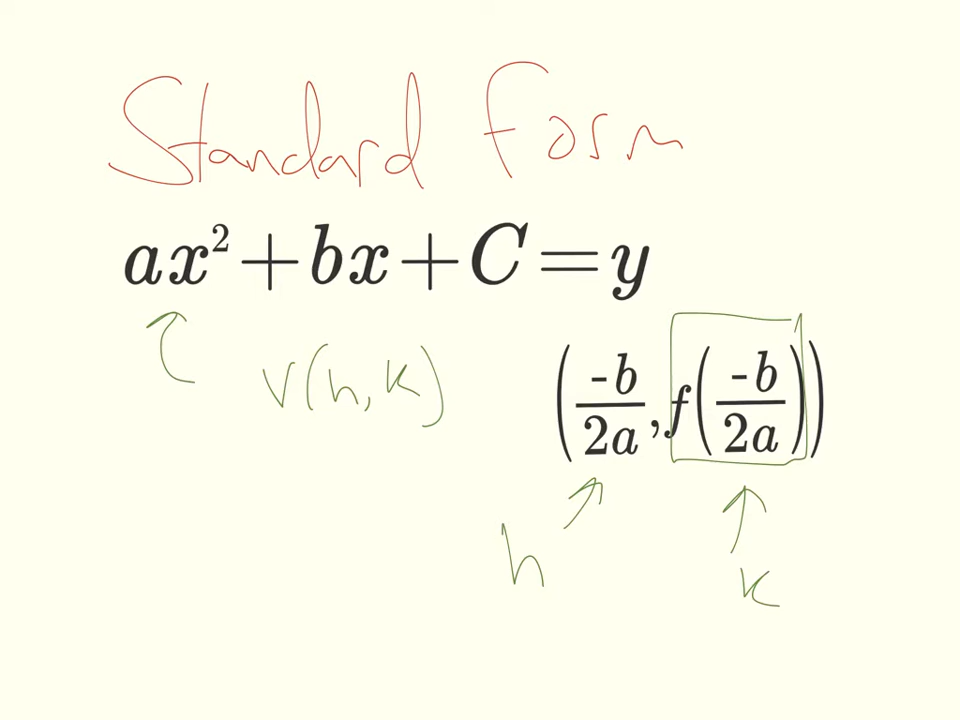 Standard Form
ax² + bx + C = y
V(h, k)
(-b/2a, f(-b/2a))
h
k